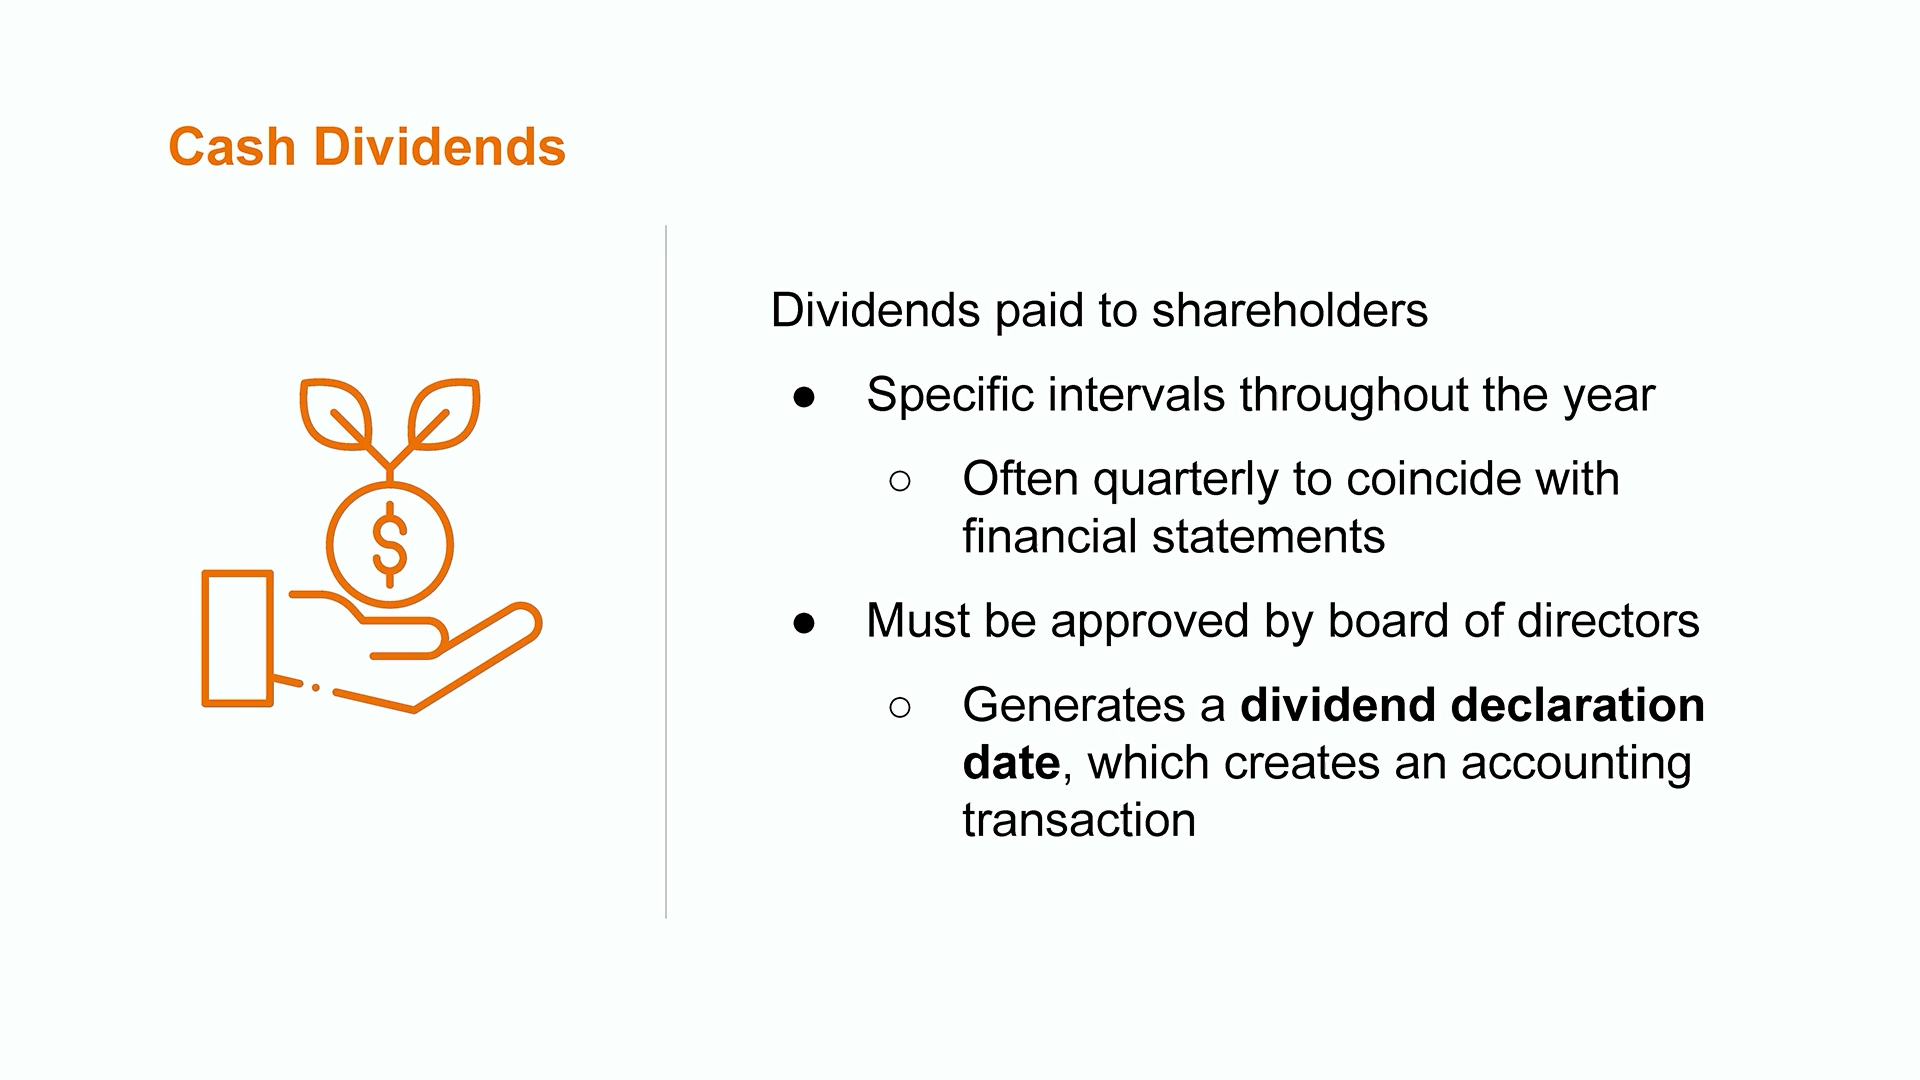 Cash Dividends
Dividends paid to shareholders
● Specific intervals throughout the year
○ Often quarterly to coincide with
financial statements
● Must be approved by board of directors
○ Generates a dividend declaration
date, which creates an accounting
transaction
$